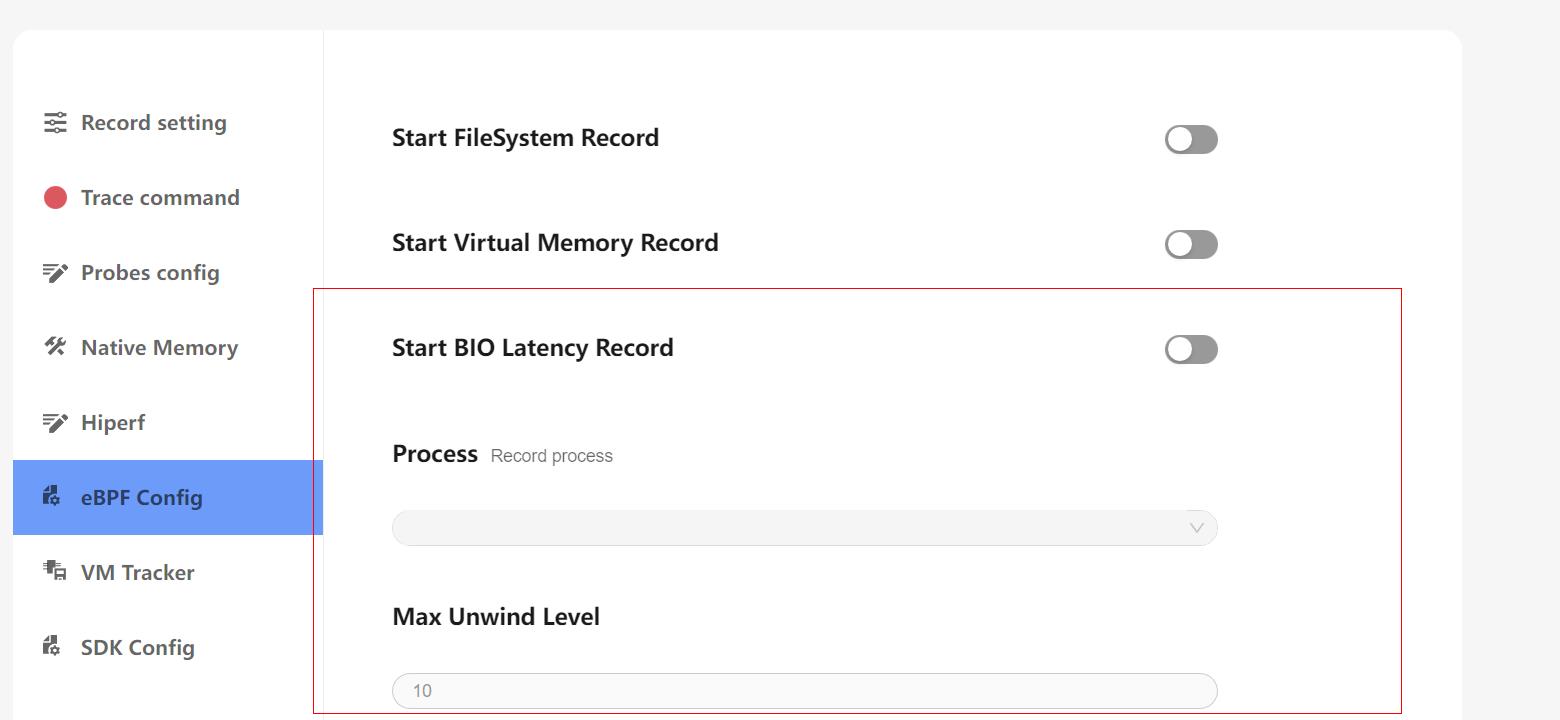 Record setting
Trace command
Probes config
Native Memory
Hiperf
eBPF Config
VM Tracker
SDK Config
Start FileSystem Record
Start Virtual Memory Record
Start BIO Latency Record
Process Record process
Max Unwind Level
10